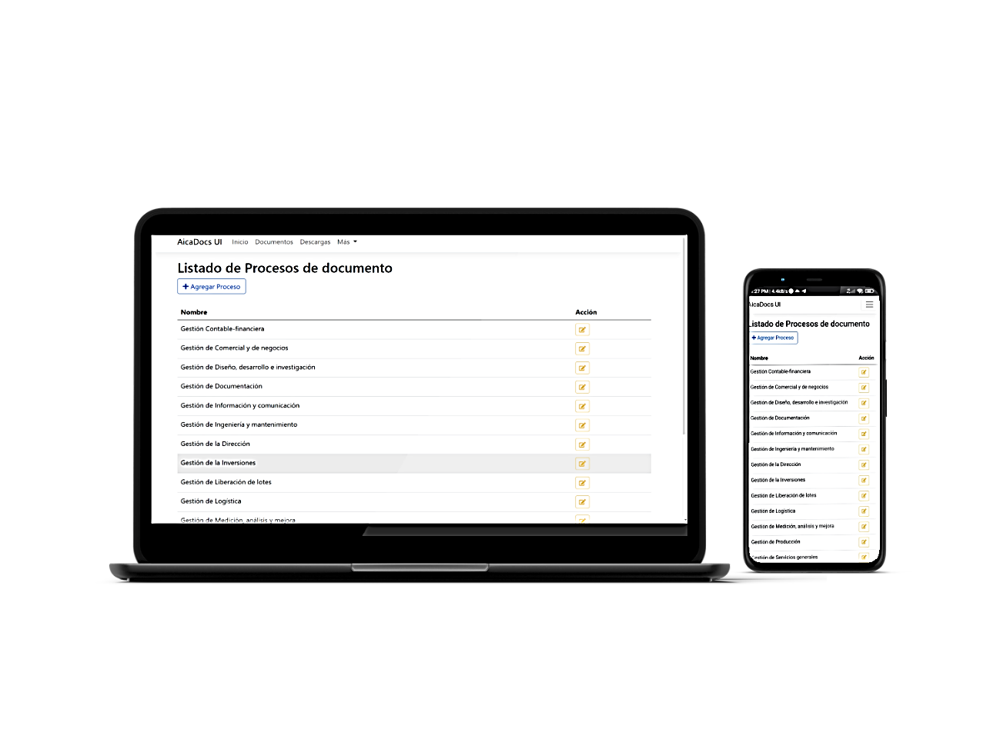 AicaDocs UI Inicio Documentos Descargas Más
Listado de Procesos de documento
+ Agregar Proceso
Nombre Acción
Gestión Contable-financiera
Gestión de Comercial y de negocios
Gestión de Diseño, desarrollo e investigación
Gestión de Documentación
Gestión de Información y comunicación
Gestión de Ingeniería y mantenimiento
Gestión de la Dirección
Gestión de la Inversiones
Gestión de Liberación de lotes
Gestión de Logística
Gestión de Medición, análisis y mejora
:27 PM | 4.4kB/s
AicaDocs UI
Listado de Procesos de documento
+ Agregar Proceso
Nombre Acción
Gestión Contable-financiera
Gestión de Comercial y de negocios
Gestión de Diseño, desarrollo e investigación
Gestión de Documentación
Gestión de Información y comunicación
Gestión de Ingeniería y mantenimiento
Gestión de la Dirección
Gestión de la Inversiones
Gestión de Liberación de lotes
Gestión de Logística
Gestión de Medición, análisis y mejora
Gestión de Producción
Gestión de Servicios generales